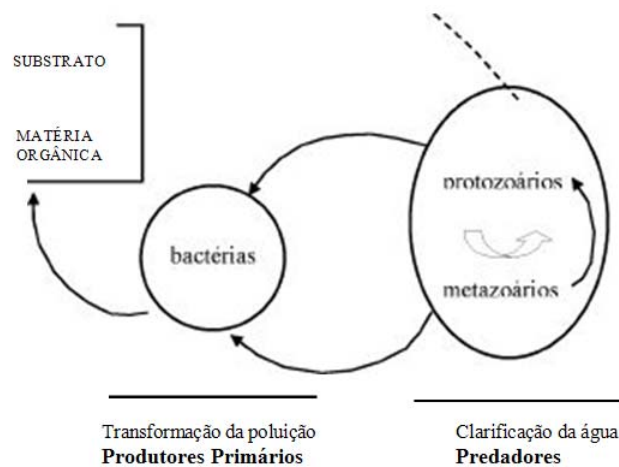 SUBSTRATO
MATÉRIA
ORGÂNICA
bactérias
protozoários
metazoários
Transformação da poluição
Produtores Primários
Clarificação da água
Predadores